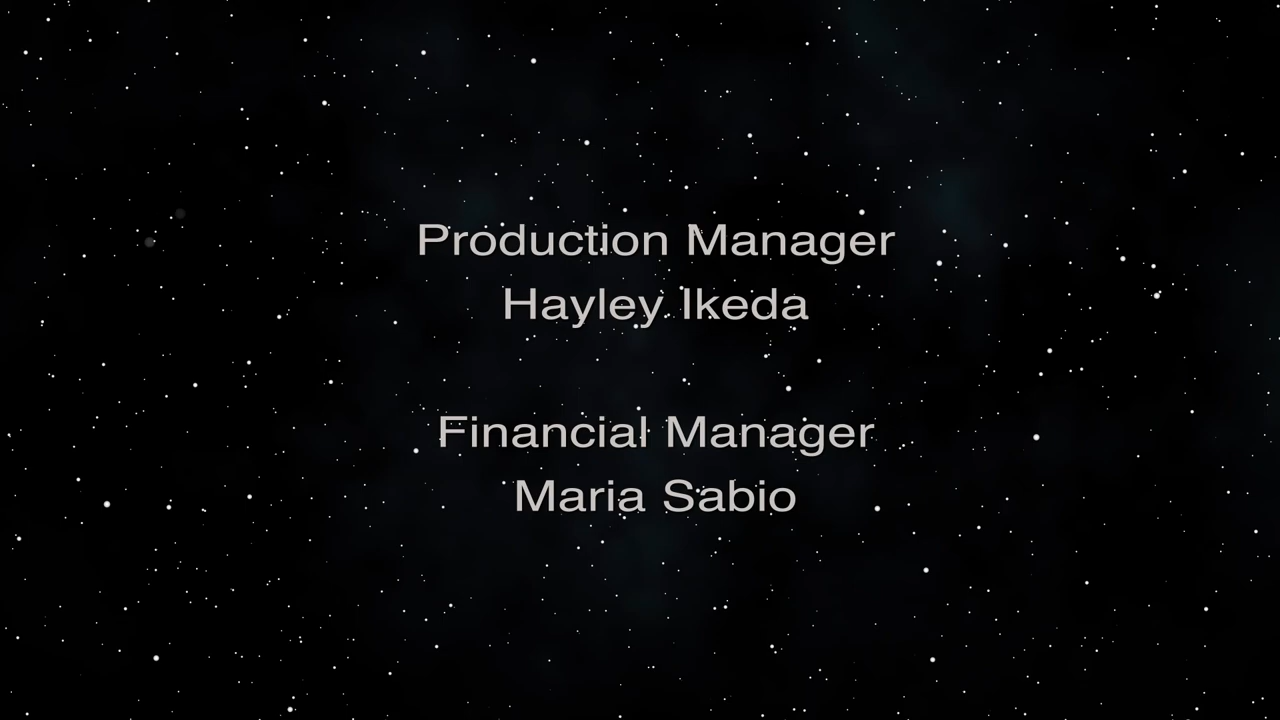 Production Manager
Hayley Ikeda
Financial Manager
Maria Sabio